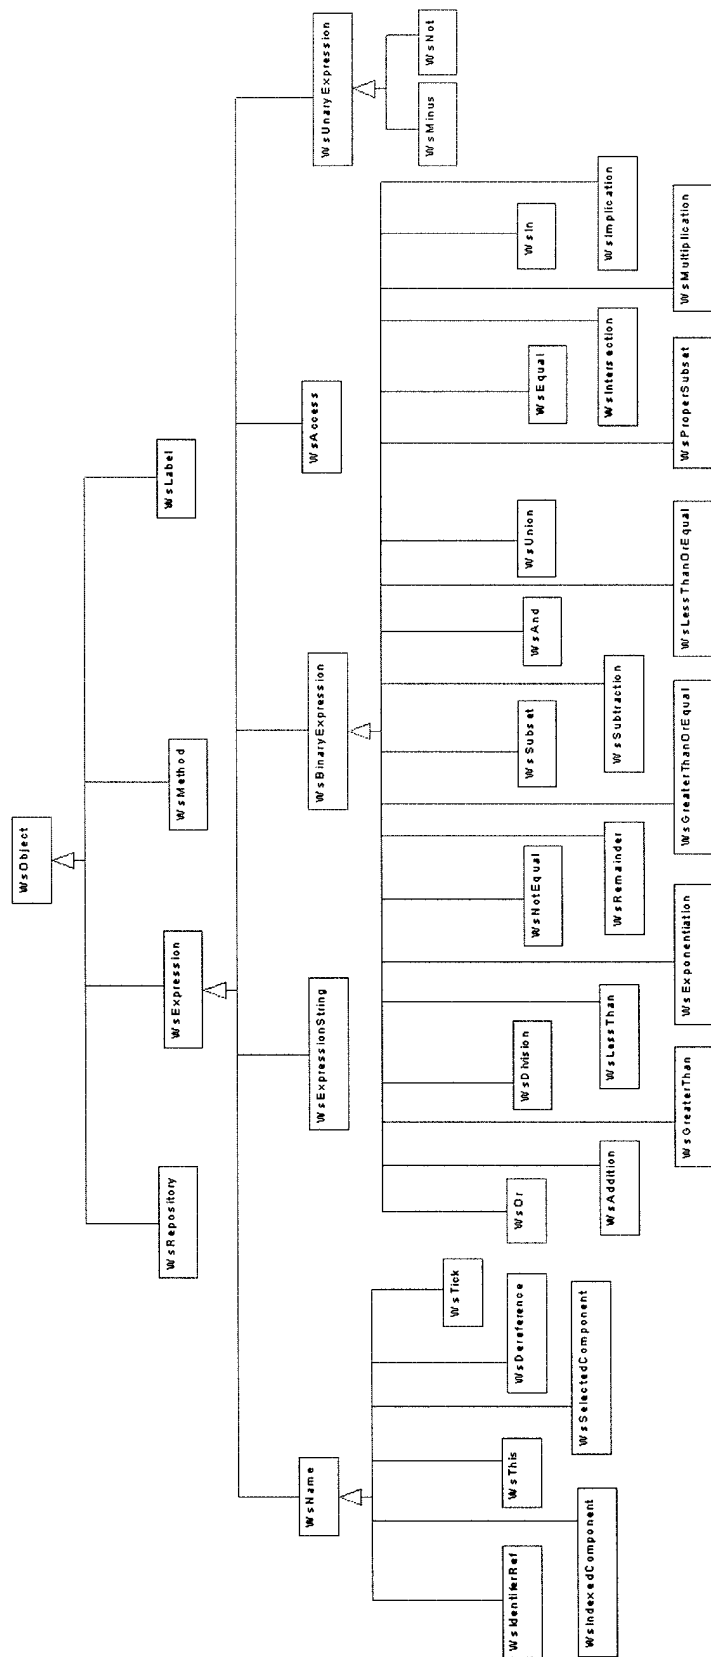 WsObject
WsRepository
WsExpression
WsMethod
WsLabel
WsName
WsExpressionString
WsBinaryExpression
WsAccess
WsUnaryExpression
WsMinus
WsNot
WsIdentiferRef
WsThis
WsDereference
WsTick
WsIndexedComponent
WsSelectedComponent
WsOr
WsDivision
WsNotEqual
WsSubset
WsAnd
WsUnion
WsEqual
WsIn
WsAddition
WsLessThan
WsRemainder
WsSubtraction
WsIntersection
WsImplication
WsGreaterThan
WsExponentiation
WsGreaterThanOrEqual
WsLessThanOrEqual
WsProperSubset
WsMultiplication